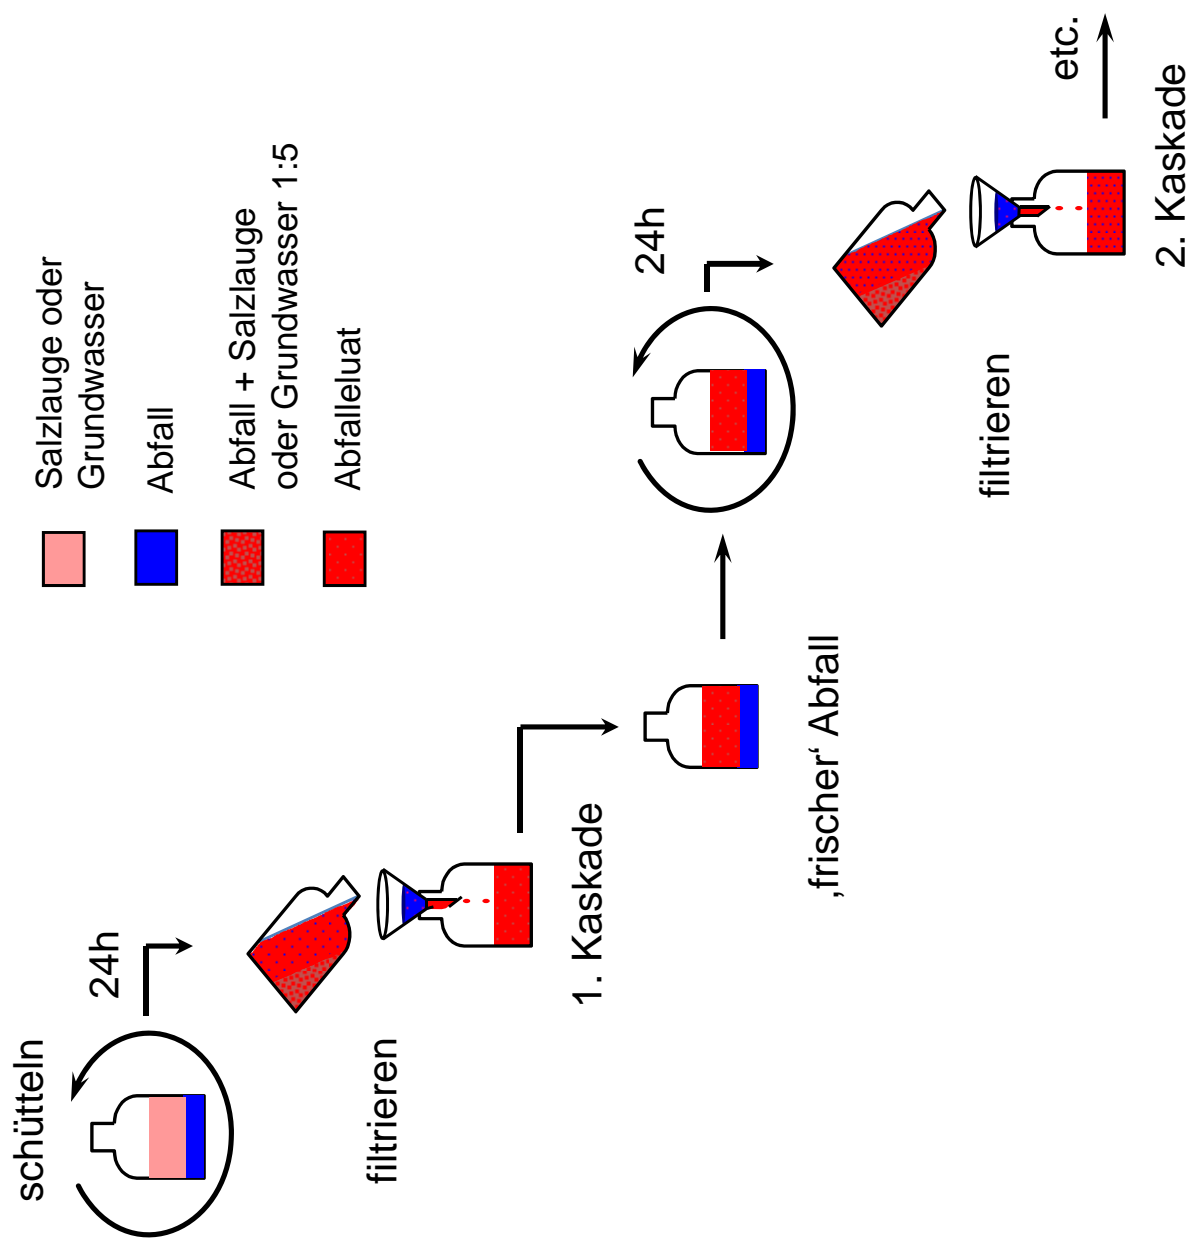 schütteln
24h
filtrieren
1. Kaskade
Salzlauge oder
Grundwasser
Abfall
Abfall + Salzlauge
oder Grundwasser 1:5
Abfalleluat
‚frischer‘ Abfall
24h
filtrieren
2. Kaskade
etc.